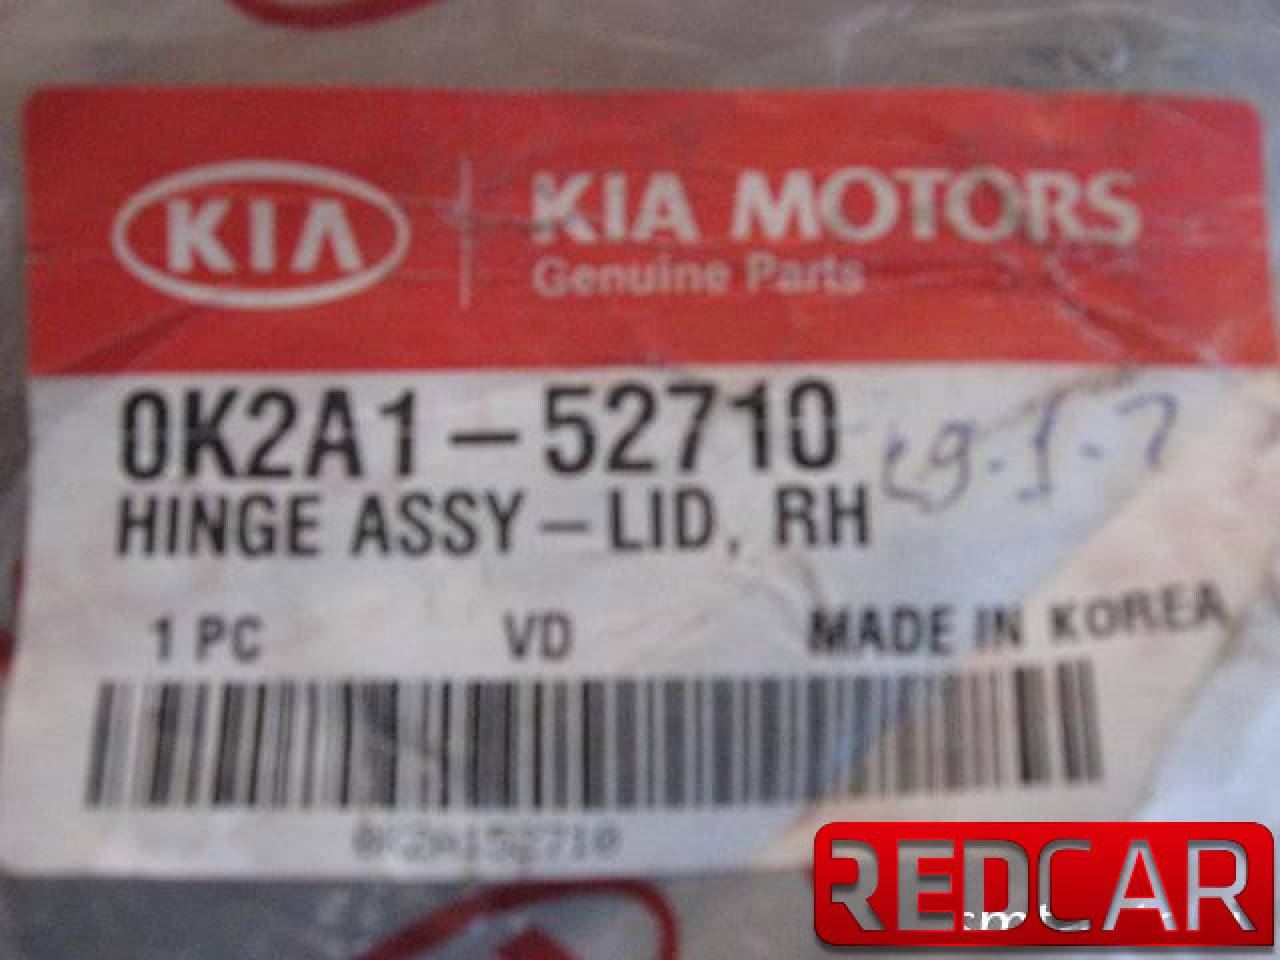 KIA
KIA MOTORS
Genuine Parts
0K2A1-52710
HINGE ASSY-LID, RH
1 PC VD MADE IN KOREA
0K2A152710
REDCAR